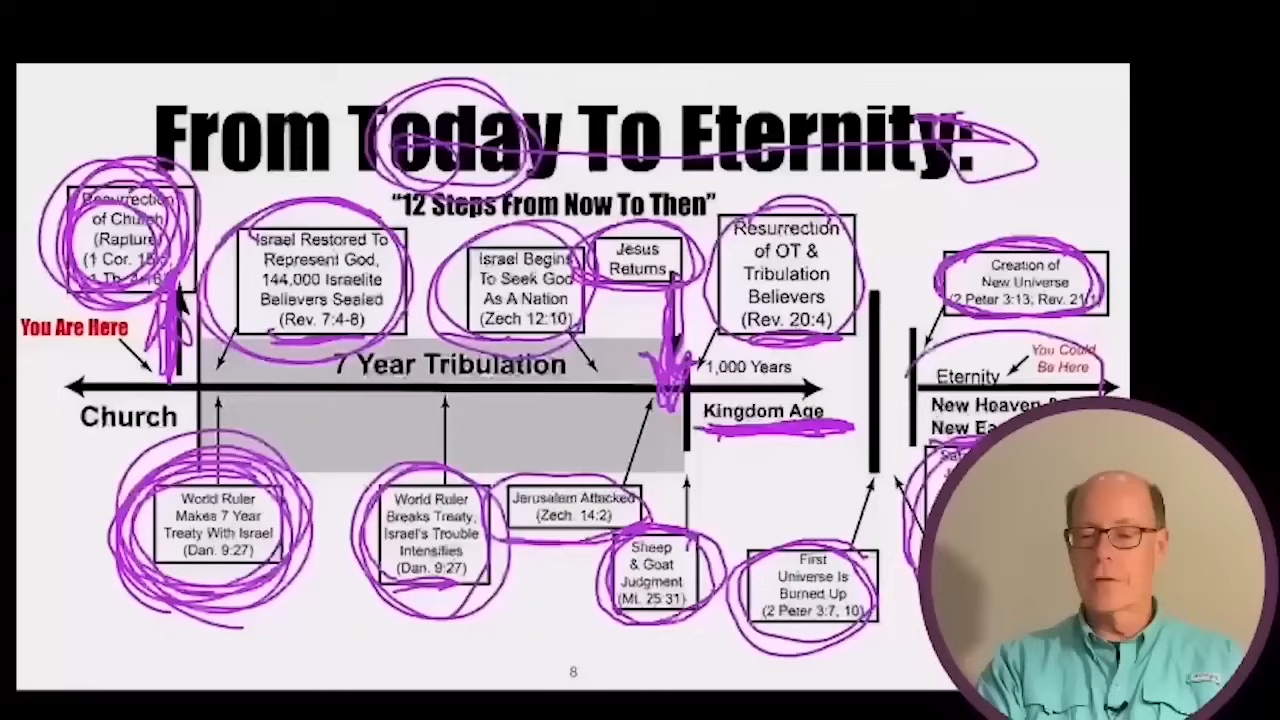 From Today To Eternity:
"12 Steps From Now To Then"
Resurrection
of Church
(Rapture)
(1 Cor.
You Are Here
Israel Restored To
Represent God,
144,000 Israelite
Believers Sealed
(Rev. 7:4-8)
Israel Begins
To Seek God
As A Nation
(Zech 12:10)
Jesus
Returns
Resurrection
of OT &
Tribulation
Believers
(Rev. 20:4)
Creation of
New Universe
(2 Peter 3:13; Rev. 21:1)
7 Year Tribulation
1,000 Years
Eternity
You Could
Be Here
Church
Kingdom Age
New Heaven &
New
World Ruler
Makes 7 Year
Treaty With Israel
(Dan. 9:27)
World Ruler
Breaks Treaty,
Israel's Trouble
Intensifies
(Dan. 9:27)
Jerusalem Attacked
(Zech. 14:2)
Sheep
& Goat
Judgment
(Mt. 25:31)
First
Universe Is
Burned Up
(2 Peter 3:7, 10)
8